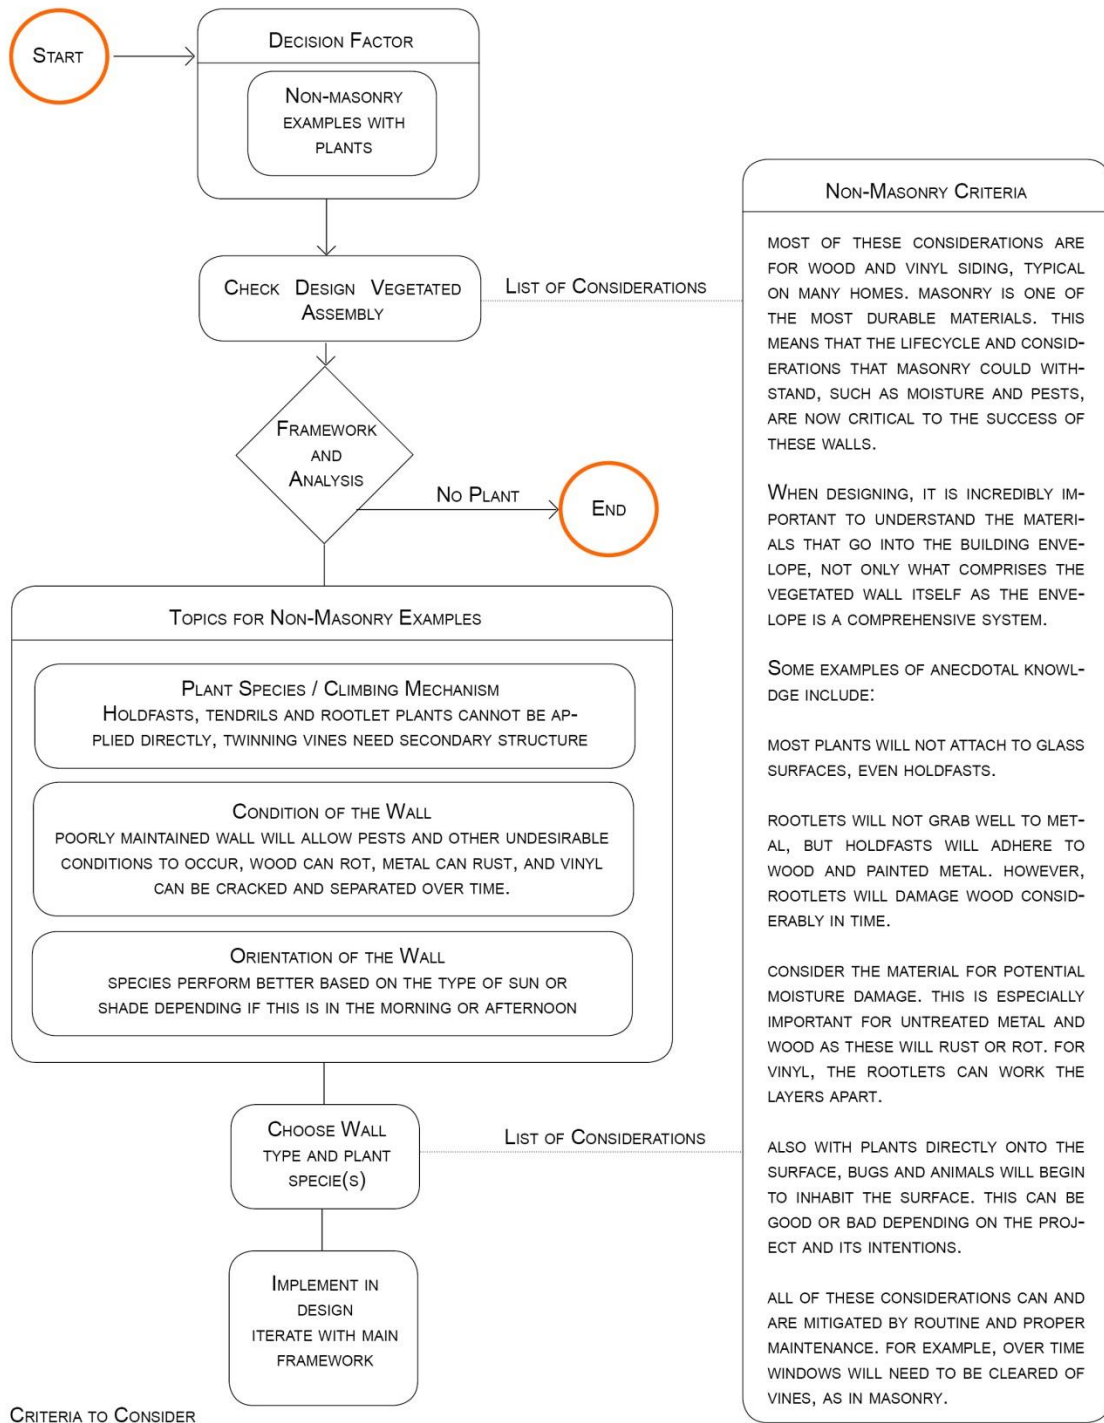 Start
Decision Factor
Non-masonry
examples with
plants
Check Design Vegetated
Assembly
List of Considerations
Framework
and
Analysis
No Plant
End
Topics for Non-Masonry Examples
Plant Species / Climbing Mechanism
Holdfasts, tendrils and rootlet plants cannot be ap-
plied directly, twinning vines need secondary structure
Condition of the Wall
poorly maintained wall will allow pests and other undesirable
conditions to occur, wood can rot, metal can rust, and vinyl
can be cracked and separated over time.
Orientation of the Wall
species perform better based on the type of sun or
shade depending if this is in the morning or afternoon
Choose Wall
type and plant
specie(s)
List of Considerations
Implement in
design
iterate with main
framework
Non-Masonry Criteria
most of these considerations are
for wood and vinyl siding, typical
on many homes. masonry is one of
the most durable materials. this
means that the lifecycle and consid-
erations that masonry could with-
stand, such as moisture and pests,
are now critical to the success of
these walls.
When designing, it is incredibly im-
portant to understand the materi-
als that go into the building enve-
lope, not only what comprises the
vegetated wall itself as the enve-
lope is a comprehensive system.
Some examples of anecdotal knowl-
dge include:
most plants will not attach to glass
surfaces, even holdfasts.
rootlets will not grab well to met-
al, but holdfasts will adhere to
wood and painted metal. however,
rootlets will damage wood consid-
erably in time.
consider the material for potential
moisture damage. this is especially
important for untreated metal and
wood as these will rust or rot. for
vinyl, the rootlets can work the
layers apart.
also with plants directly onto the
surface, bugs and animals will begin
to inhabit the surface. this can be
good or bad depending on the proj-
ect and its intentions.
all of these considerations can and
are mitigated by routine and proper
maintenance. for example, over time
windows will need to be cleared of
vines, as in masonry.
Criteria to Consider